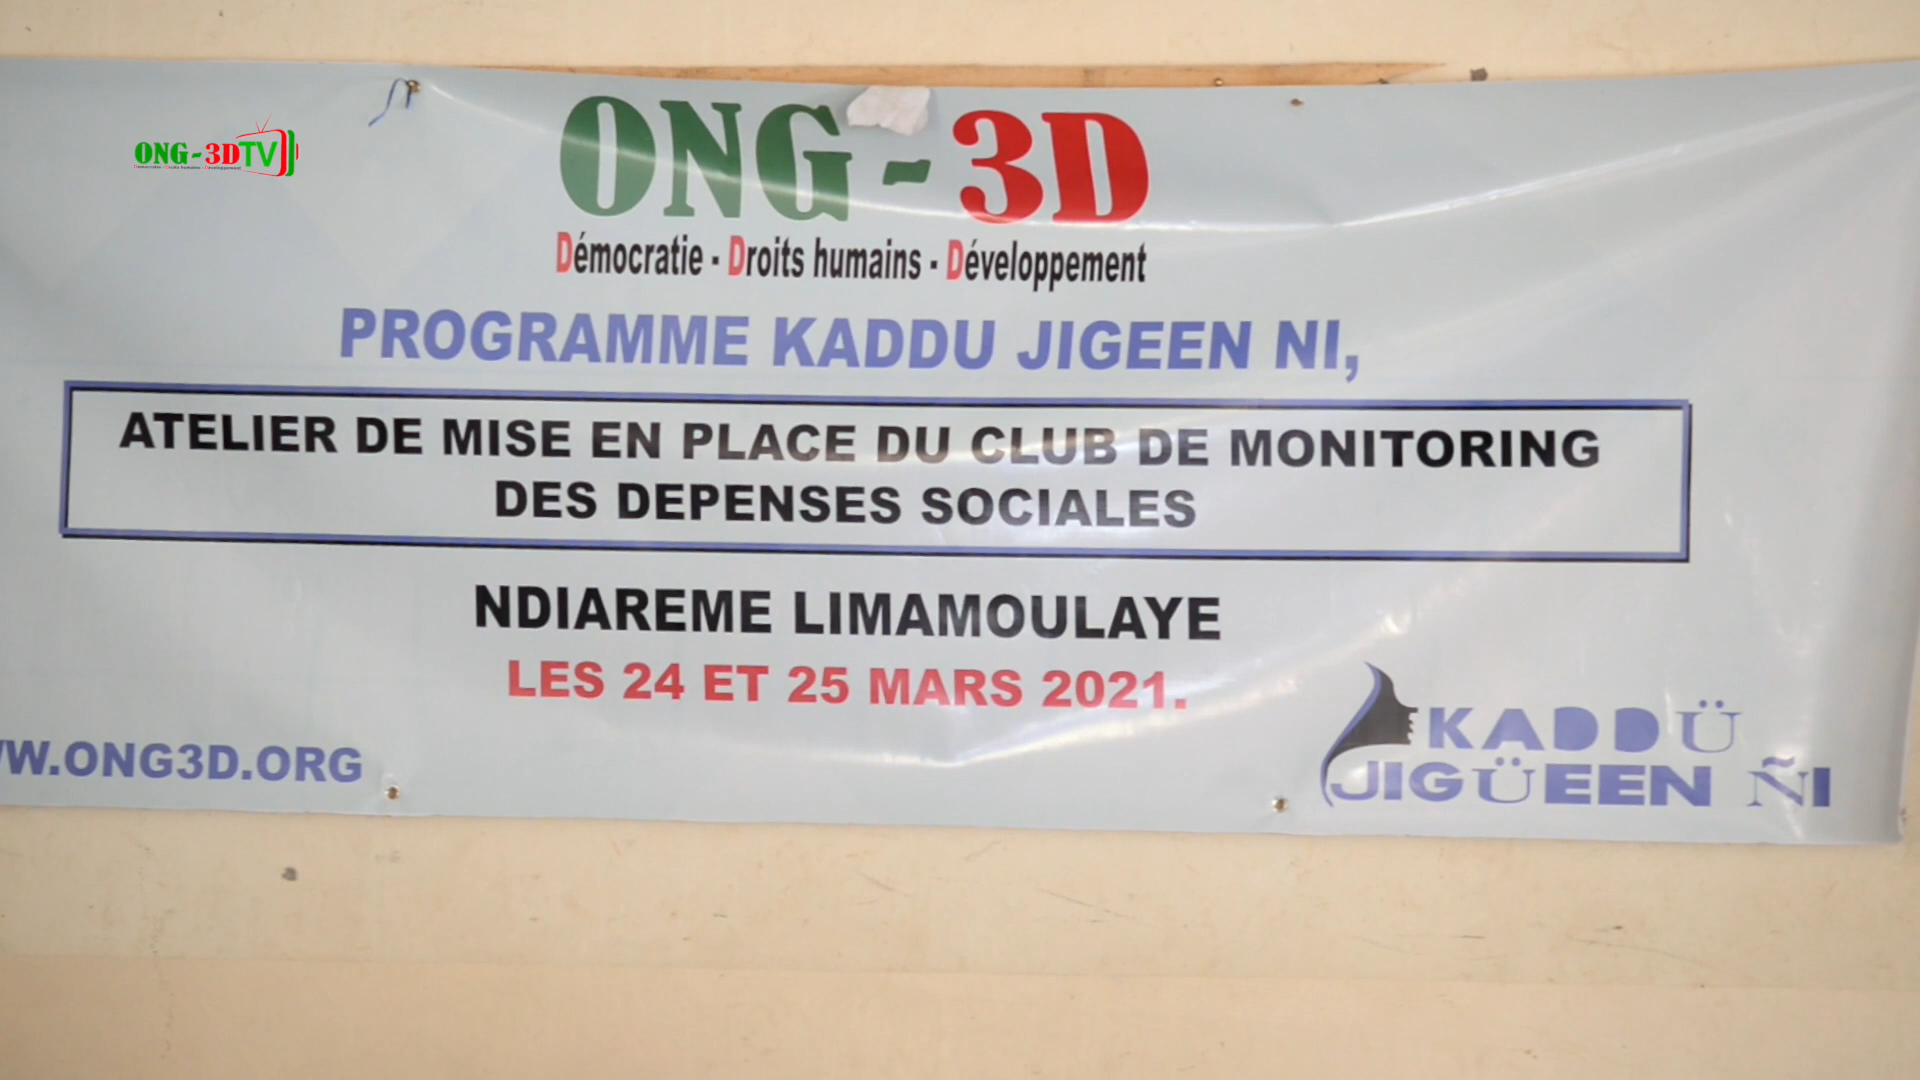 ONG-3DTV
ONG - 3D
Démocratie - Droits humains - Développement
PROGRAMME KADDU JIGEEN NI,
ATELIER DE MISE EN PLACE DU CLUB DE MONITORING
DES DEPENSES SOCIALES
NDIAREME LIMAMOULAYE
LES 24 ET 25 MARS 2021.
W.ONG3D.ORG
KADDÜ
JIGÜEEN ÑI